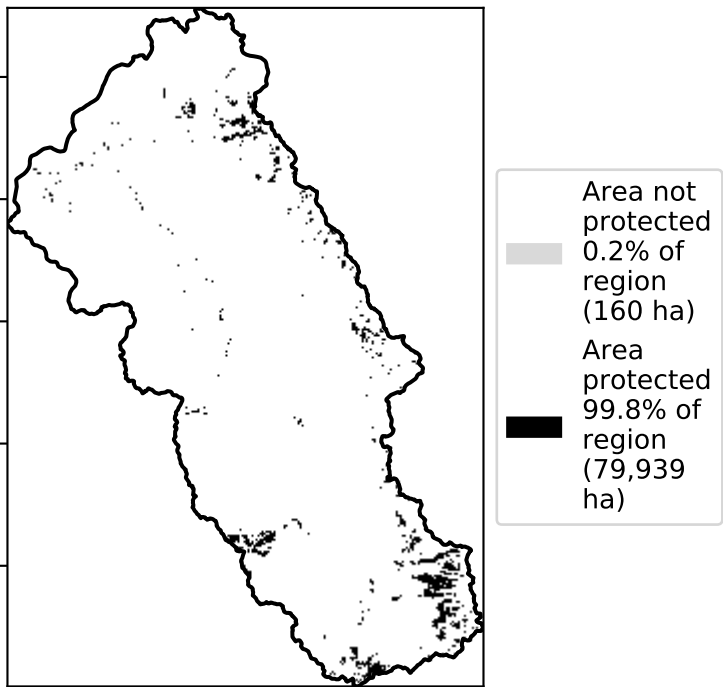 Area not
protected
0.2% of
region
(160 ha)
Area
protected
99.8% of
region
(79,939
ha)